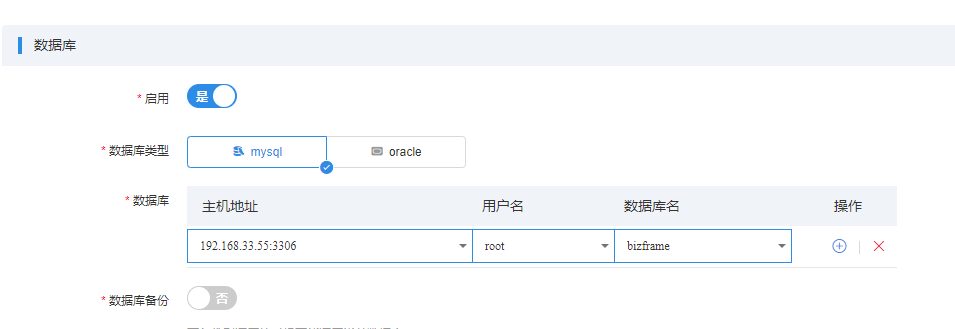 数据库
* 启用 是
* 数据库类型 mysql oracle
* 数据库 主机地址 用户名 数据库名 操作
192.168.33.55:3306 root bizframe
* 数据库备份 否